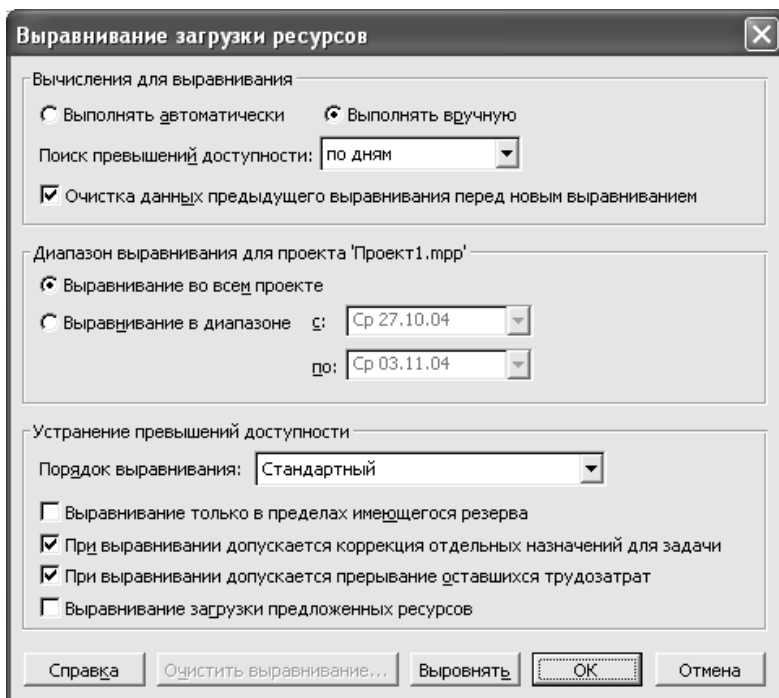 Выравнивание загрузки ресурсов
Вычисления для выравнивания
Выполнять автоматически Выполнять вручную
Поиск превышений доступности: по дням
Очистка данных предыдущего выравнивания перед новым выравниванием
Диапазон выравнивания для проекта 'Проект1.mpp'
Выравнивание во всем проекте
Выравнивание в диапазоне с: Ср 27.10.04
по: Ср 03.11.04
Устранение превышений доступности
Порядок выравнивания: Стандартный
Выравнивание только в пределах имеющегося резерва
При выравнивании допускается коррекция отдельных назначений для задачи
При выравнивании допускается прерывание оставшихся трудозатрат
Выравнивание загрузки предложенных ресурсов
Справка Очистить выравнивание... Выровнять ОК Отмена